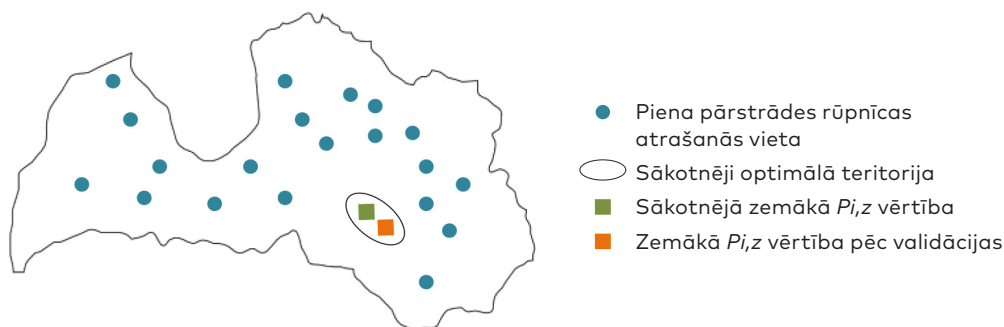 Piena pārstrādes rūpnīcas
atrašanās vieta
Sākotnēji optimālā teritorija
Sākotnējā zemākā Pi,z vērtība
Zemākā Pi,z vērtība pēc validācijas